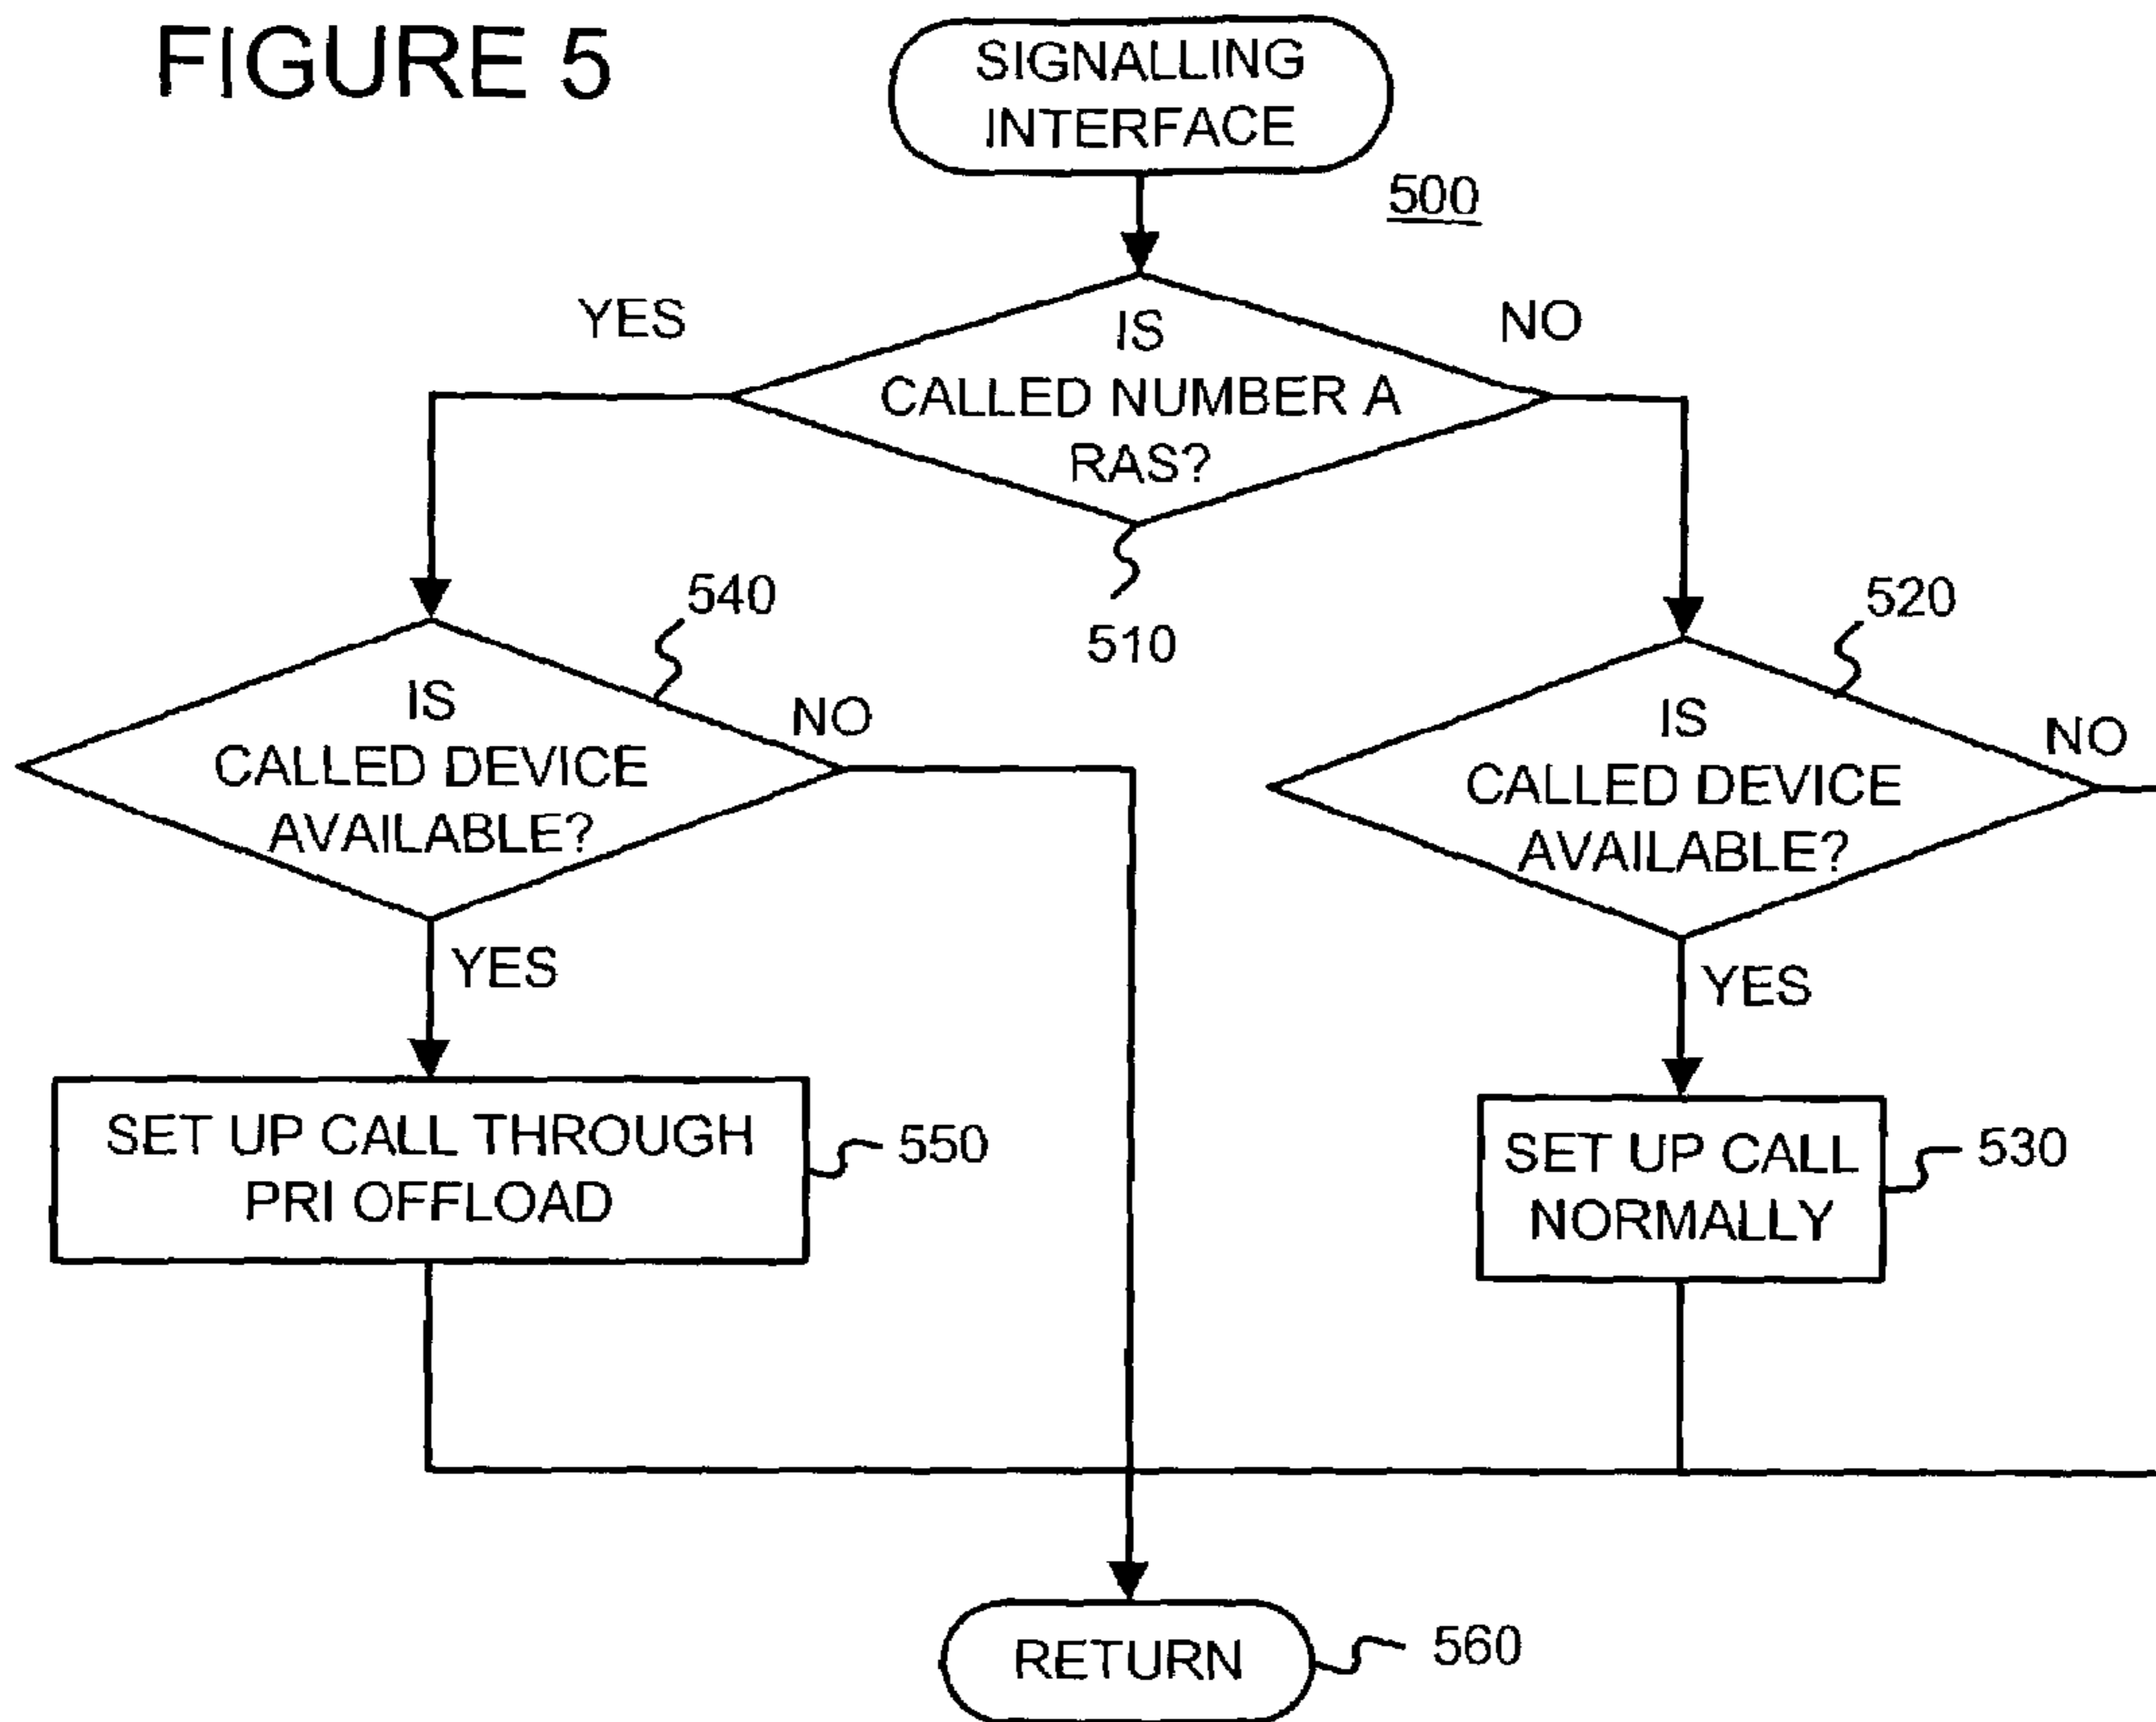 FIGURE 5
SIGNALLING
INTERFACE
500
YES
NO
IS
CALLED NUMBER A
RAS?
510
540
520
IS
CALLED DEVICE
AVAILABLE?
NO
IS
CALLED DEVICE
AVAILABLE?
NO
YES
YES
SET UP CALL THROUGH
PRI OFFLOAD
550
SET UP CALL
NORMALLY
530
RETURN
560